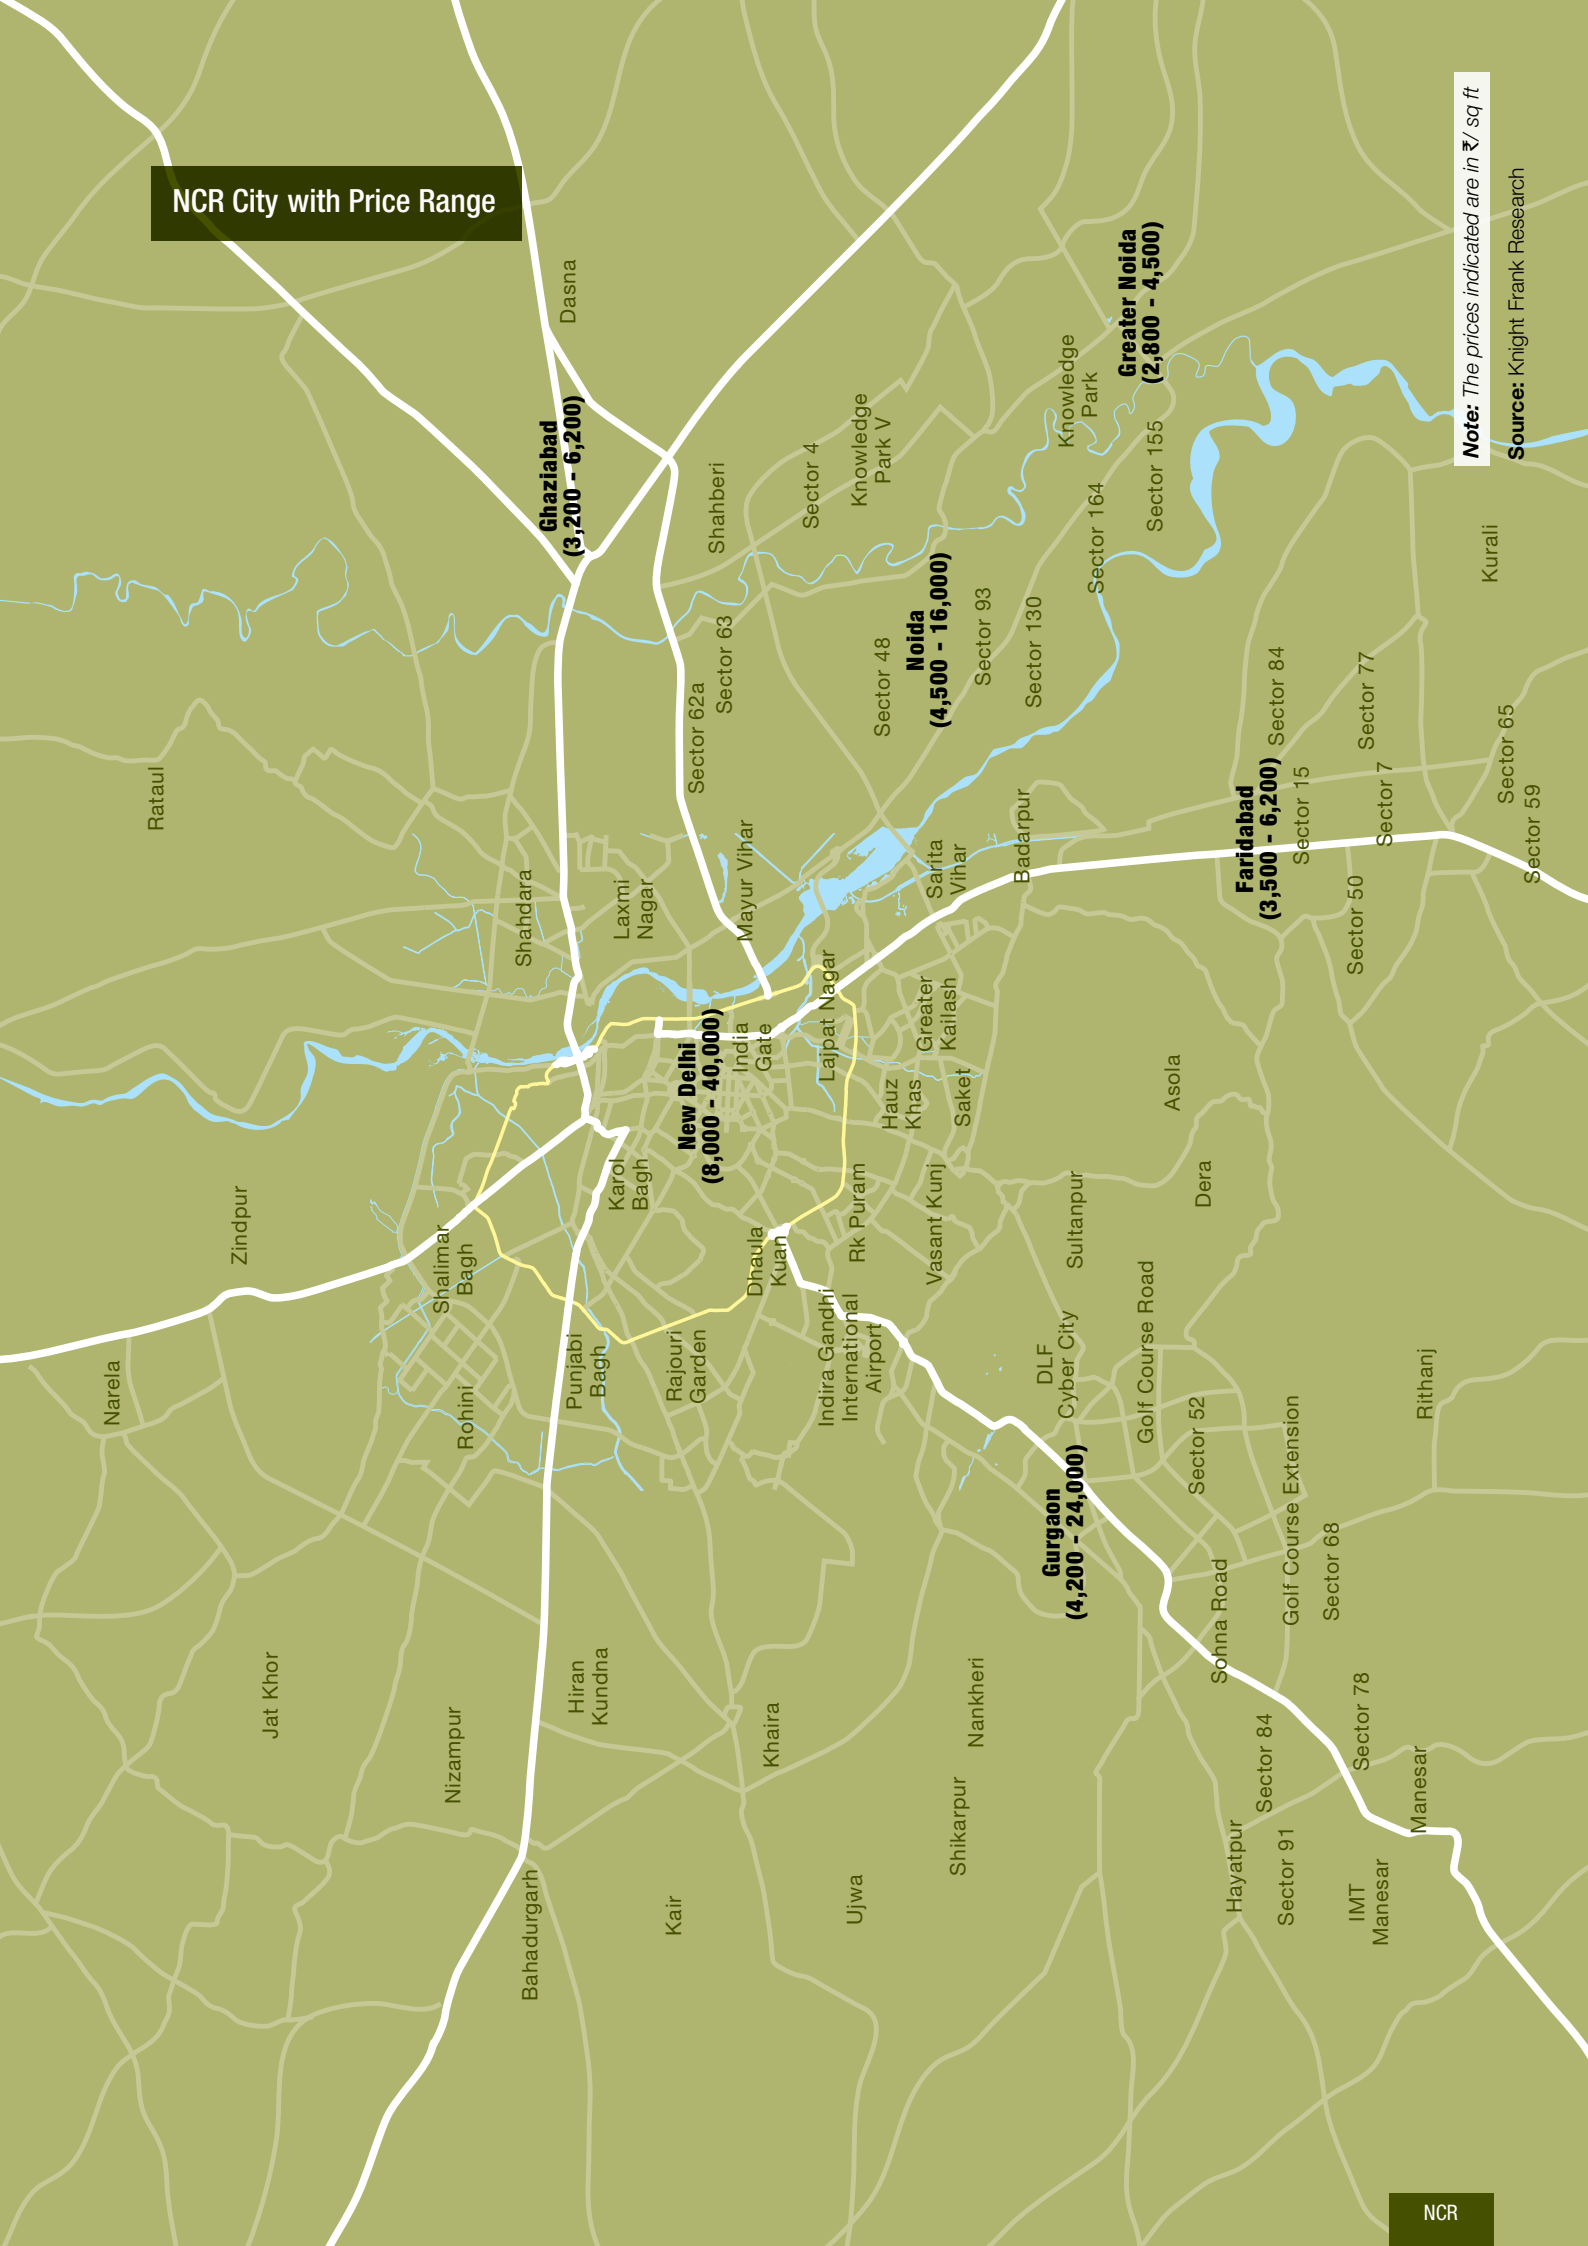 NCR City with Price Range
Narela
Zindpur
Rataul
Jat Khor
Nizampur
Rohini
Shalimar
Bagh
Shahdara
Dasna
Ghaziabad
(3,200 - 6,200)
Bahadurgarh
Hiran
Kundna
Punjabi
Bagh
Karol
Bagh
Laxmi
Nagar
Kair
Rajouri
Garden
New Delhi
(8,000 - 40,000)
Sector 62a
Sector 63
Shahberi
Khaira
Dhaula
Kuan
India
Gate
Mayur Vihar
Sector 4
Ujwa
Indira Gandhi
International
Airport
Rk Puram
Lajpat Nagar
Knowledge
Park V
Hauz
Khas
Sector 48
Noida
(4,500 - 16,000)
Shikarpur
Nankheri
Vasant Kunj
Saket
Greater
Kailash
Sarita
Vihar
Sector 93
Badarpur
Sector 130
Gurgaon
(4,200 - 24,000)
DLF
Cyber City
Sultanpur
Sector 164
Knowledge
Park
Greater Noida
(2,800 - 4,500)
Sector 155
Golf Course Road
Asola
Sector 52
Dera
Sohna Road
Hayatpur
Sector 84
Sector 91
Golf Course Extension
Faridabad
(3,500 - 6,200)
Sector 84
Sector 15
Sector 68
IMT
Manesar
Sector 78
Sector 50
Sector 77
Sector 7
Manesar
Rithanj
Kurali
Sector 65
Sector 59
Note: The prices indicated are in ₹/ sq ft
Source: Knight Frank Research
NCR